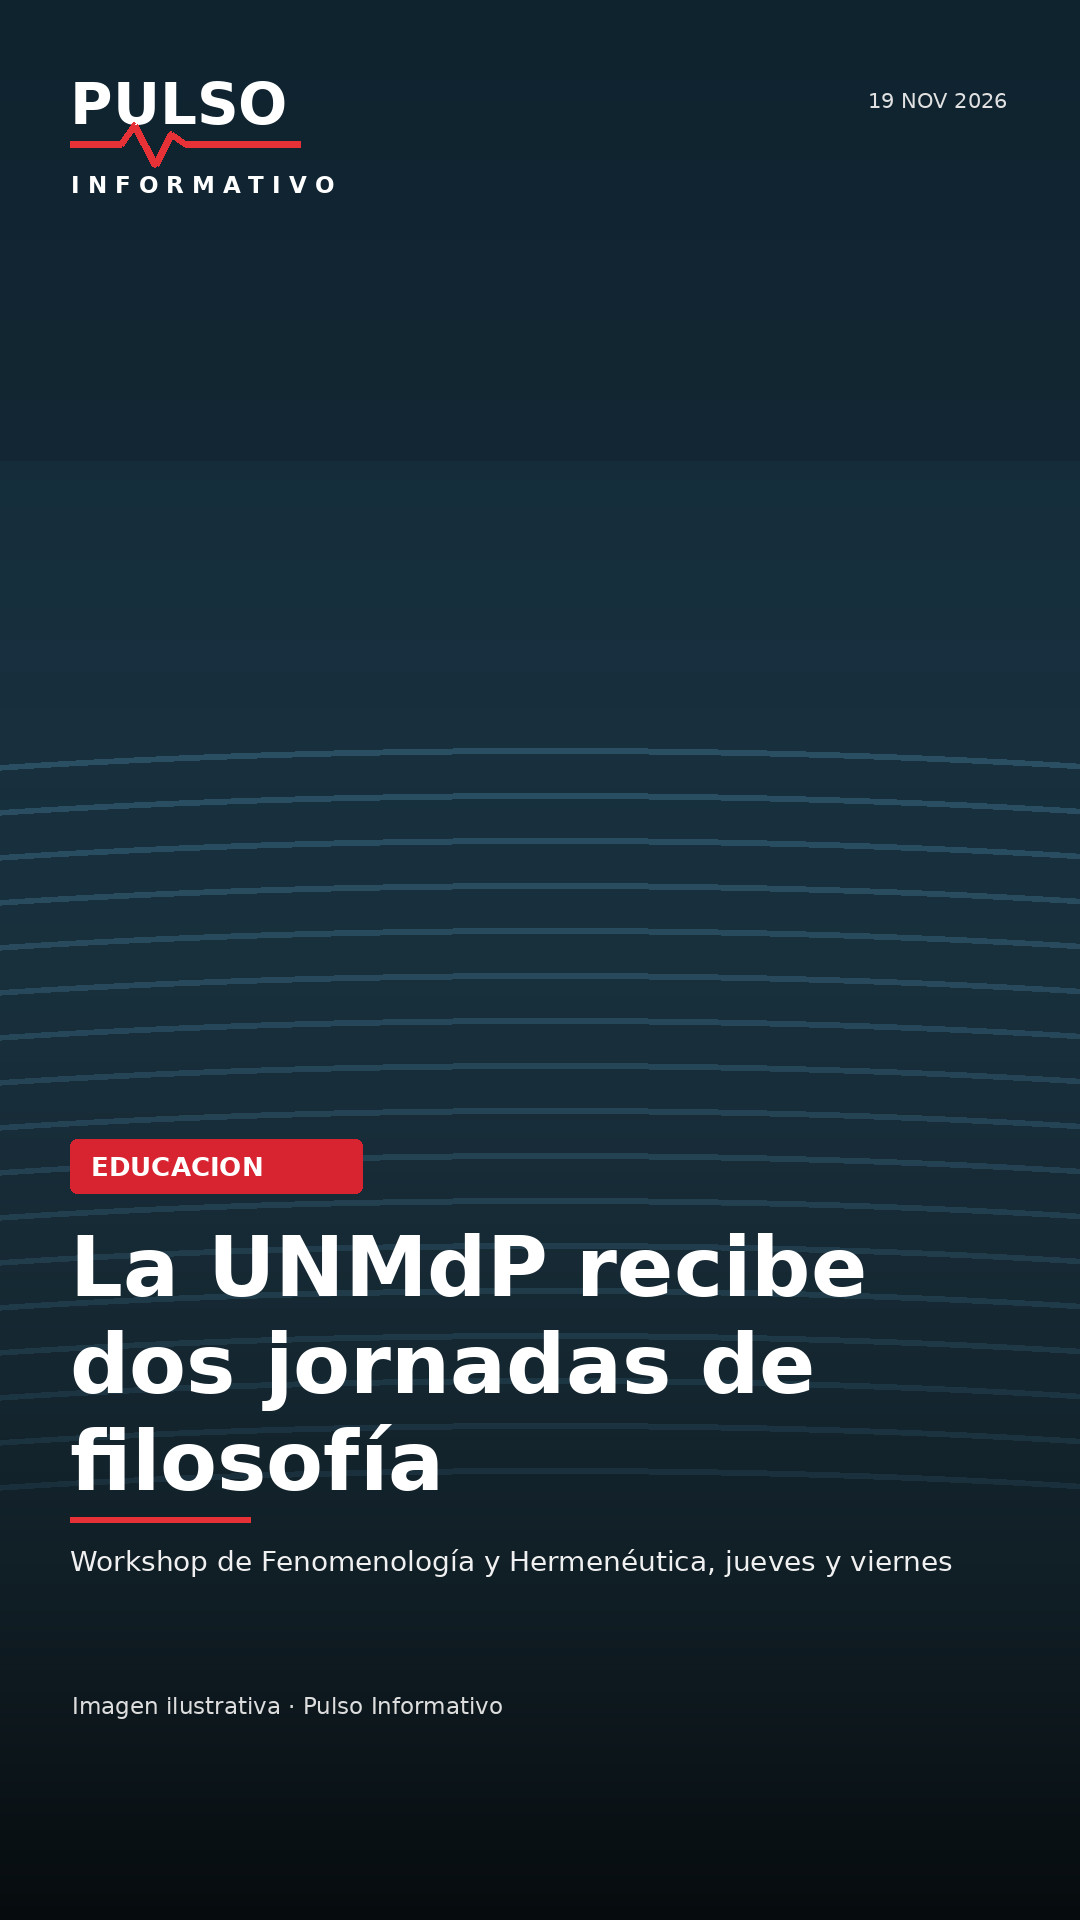 PULSO
INFORMATIVO
19 NOV 2026
EDUCACION
La UNMdP recibe
dos jornadas de
filosofía
Workshop de Fenomenología y Hermenéutica, jueves y viernes
Imagen ilustrativa · Pulso Informativo